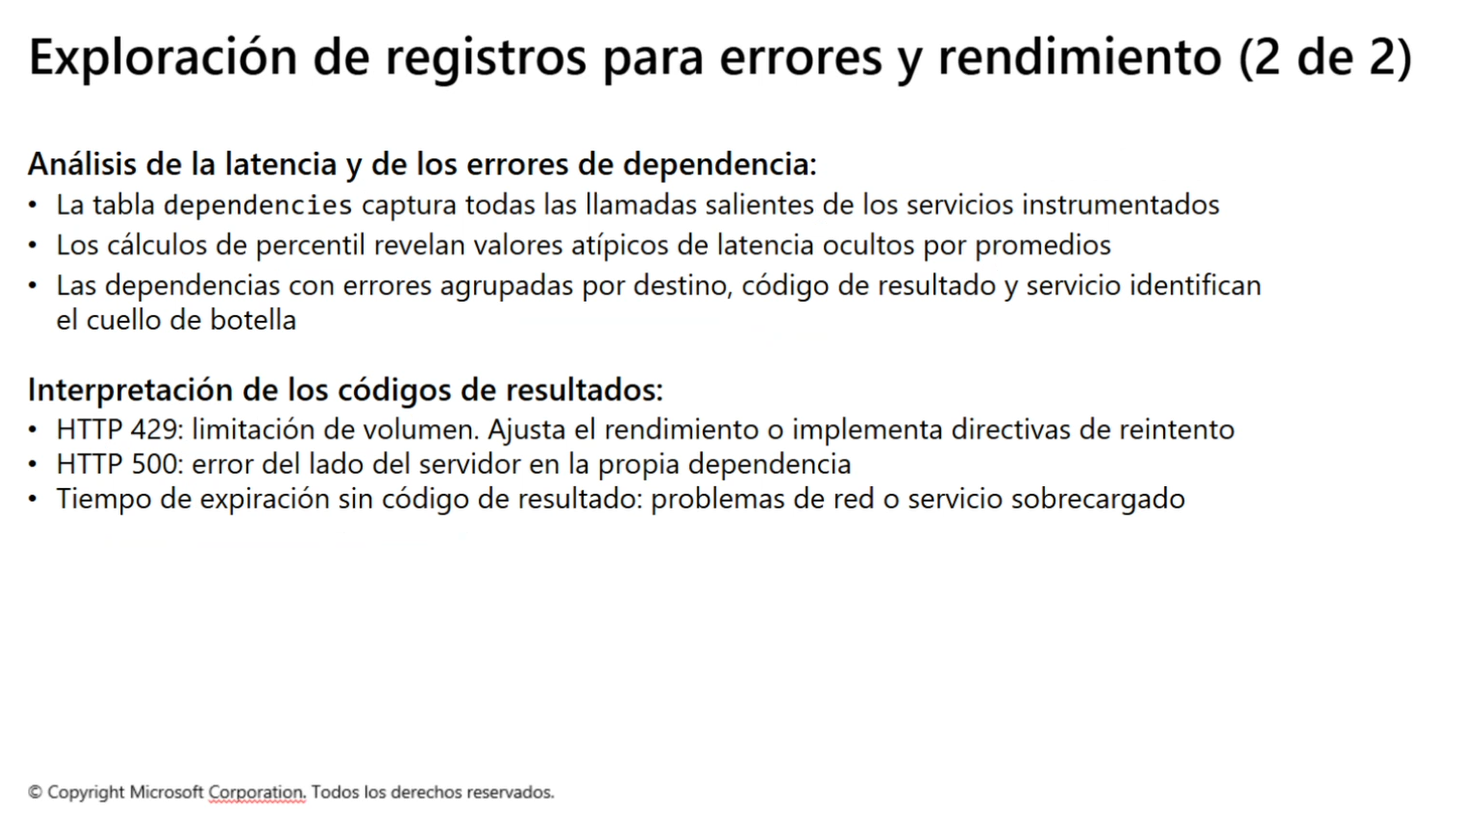 Exploración de registros para errores y rendimiento (2 de 2)
Análisis de la latencia y de los errores de dependencia:
• La tabla dependencies captura todas las llamadas salientes de los servicios instrumentados
• Los cálculos de percentil revelan valores atípicos de latencia ocultos por promedios
• Las dependencias con errores agrupadas por destino, código de resultado y servicio identifican
el cuello de botella
Interpretación de los códigos de resultados:
• HTTP 429: limitación de volumen. Ajusta el rendimiento o implementa directivas de reintento
• HTTP 500: error del lado del servidor en la propia dependencia
• Tiempo de expiración sin código de resultado: problemas de red o servicio sobrecargado
© Copyright Microsoft Corporation. Todos los derechos reservados.